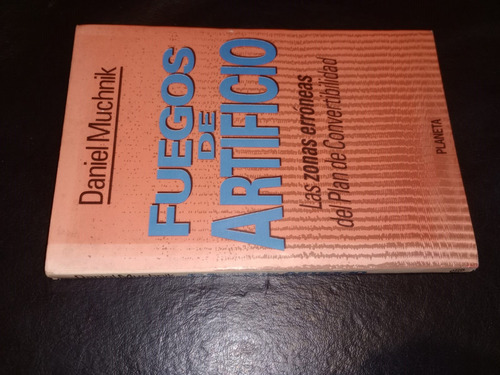 Daniel Muchnik
FUEGOS
DE
ARTIFICIO
Las zonas erróneas
del Plan de Convertibilidad
PLANETA